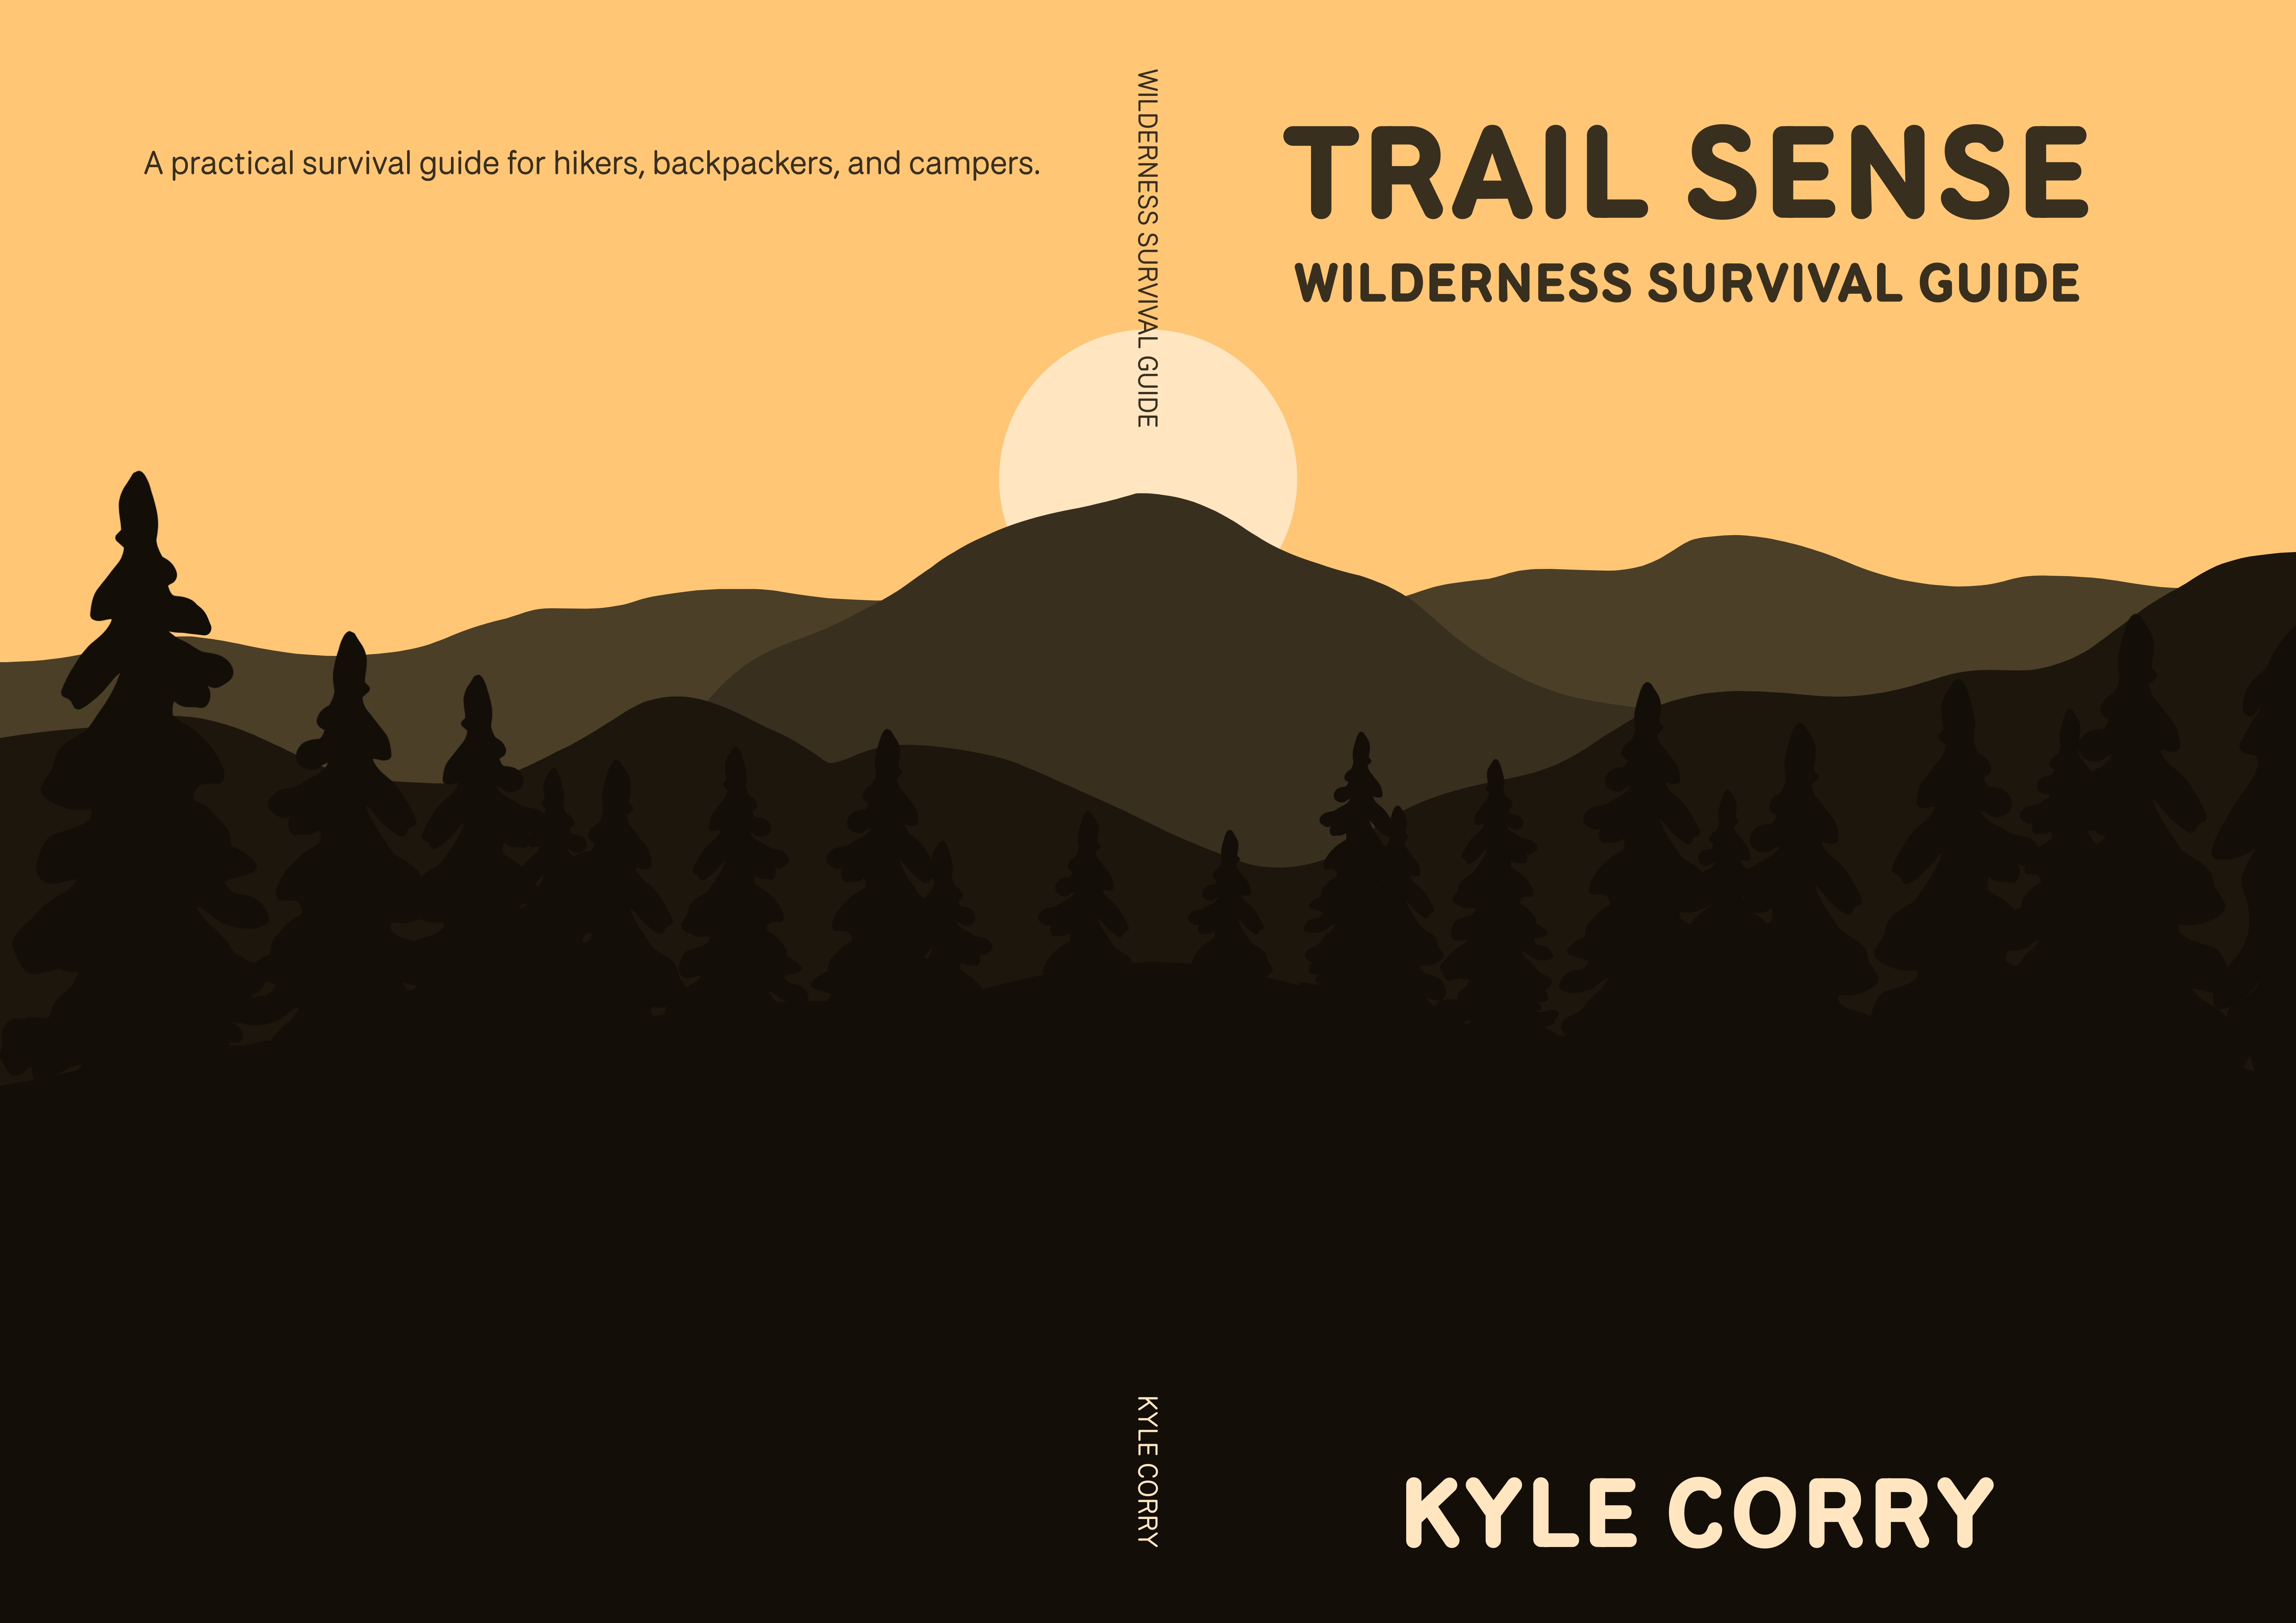 A practical survival guide for hikers, backpackers, and campers.
WILDERNESS SURVIVAL GUIDE
KYLE CORRY
TRAIL SENSE
WILDERNESS SURVIVAL GUIDE
KYLE CORRY